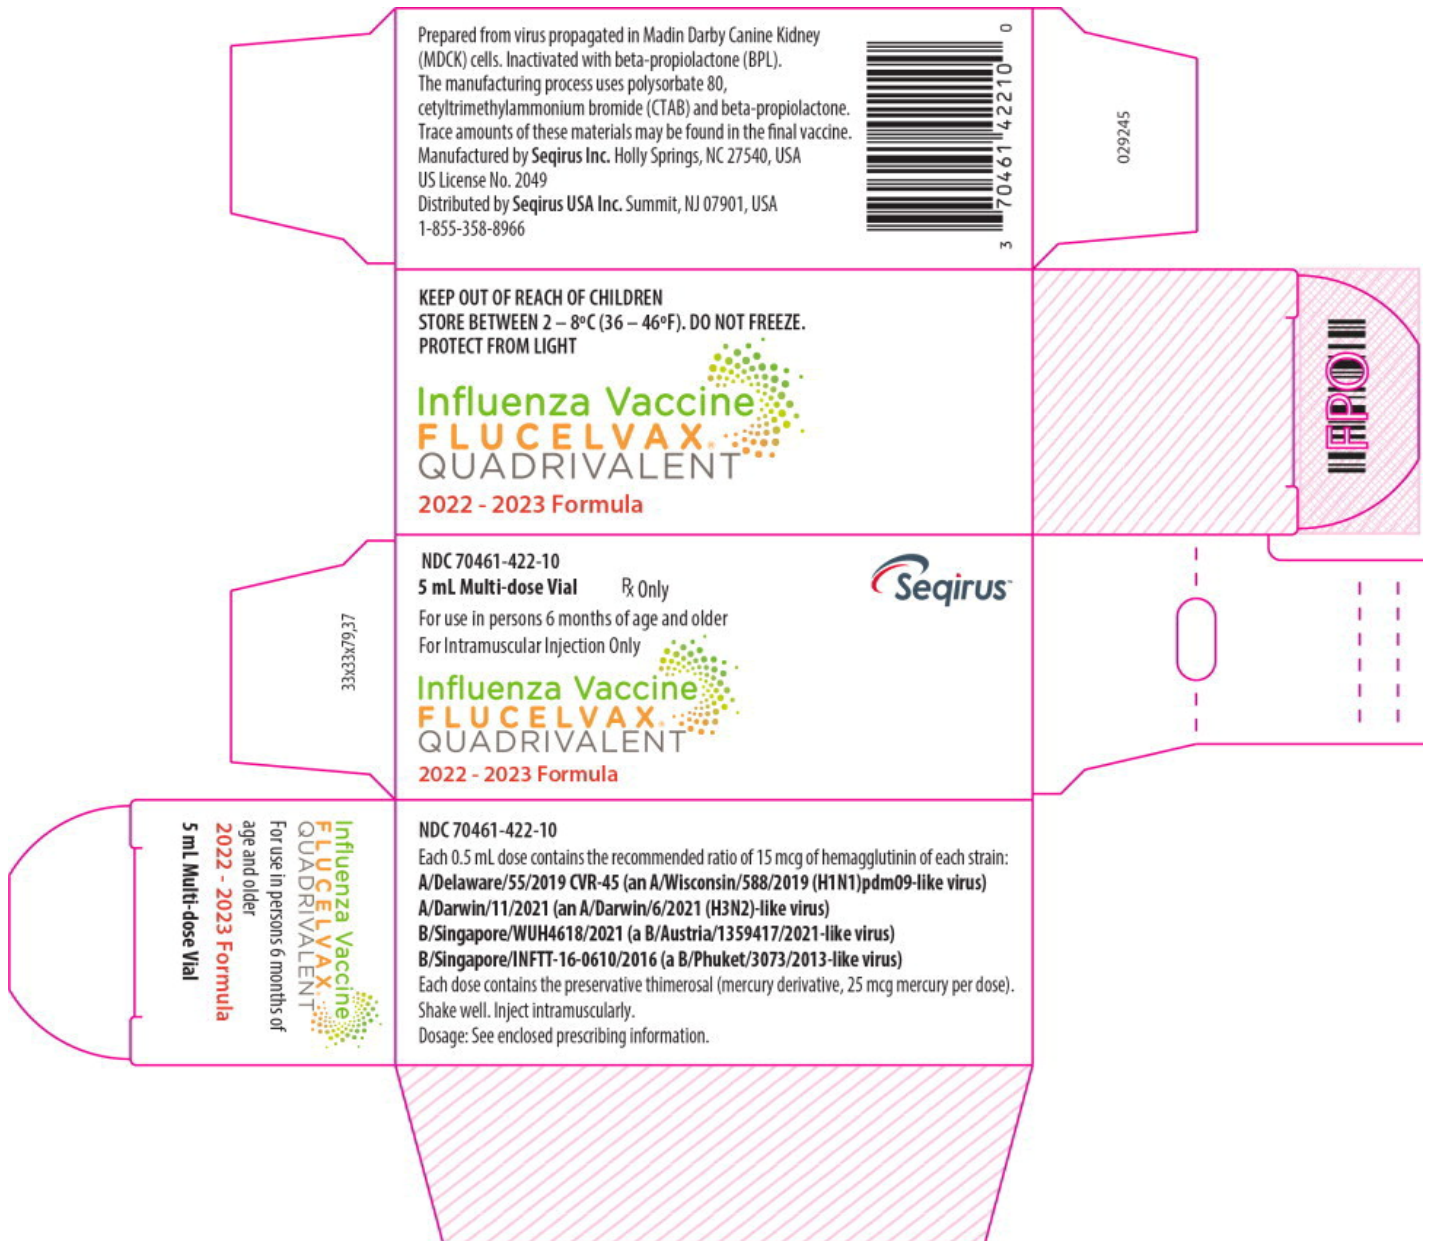 Prepared from virus propagated in Madin Darby Canine Kidney
(MDCK) cells. Inactivated with beta-propiolactone (BPL).
The manufacturing process uses polysorbate 80,
cetyltrimethylammonium bromide (CTAB) and beta-propiolactone.
Trace amounts of these materials may be found in the final vaccine.
Manufactured by Seqirus Inc. Holly Springs, NC 27540, USA
US License No. 2049
Distributed by Seqirus USA Inc. Summit, NJ 07901, USA
1-855-358-8966
3 70461 42210 0
029245
KEEP OUT OF REACH OF CHILDREN
STORE BETWEEN 2 – 8ºC (36 – 46ºF). DO NOT FREEZE.
PROTECT FROM LIGHT
Influenza Vaccine
FLUCELVAX®
QUADRIVALENT
2022 - 2023 Formula
FPO
NDC 70461-422-10
5 mL Multi-dose Vial ℞ Only
For use in persons 6 months of age and older
For Intramuscular Injection Only
Influenza Vaccine
FLUCELVAX®
QUADRIVALENT
2022 - 2023 Formula
Seqirus™
33x33x79,37
Influenza Vaccine
FLUCELVAX®
QUADRIVALENT
For use in persons 6 months of
age and older
2022 - 2023 Formula
5 mL Multi-dose Vial
NDC 70461-422-10
Each 0.5 mL dose contains the recommended ratio of 15 mcg of hemagglutinin of each strain:
A/Delaware/55/2019 CVR-45 (an A/Wisconsin/588/2019 (H1N1)pdm09-like virus)
A/Darwin/11/2021 (an A/Darwin/6/2021 (H3N2)-like virus)
B/Singapore/WUH4618/2021 (a B/Austria/1359417/2021-like virus)
B/Singapore/INFTT-16-0610/2016 (a B/Phuket/3073/2013-like virus)
Each dose contains the preservative thimerosal (mercury derivative, 25 mcg mercury per dose).
Shake well. Inject intramuscularly.
Dosage: See enclosed prescribing information.